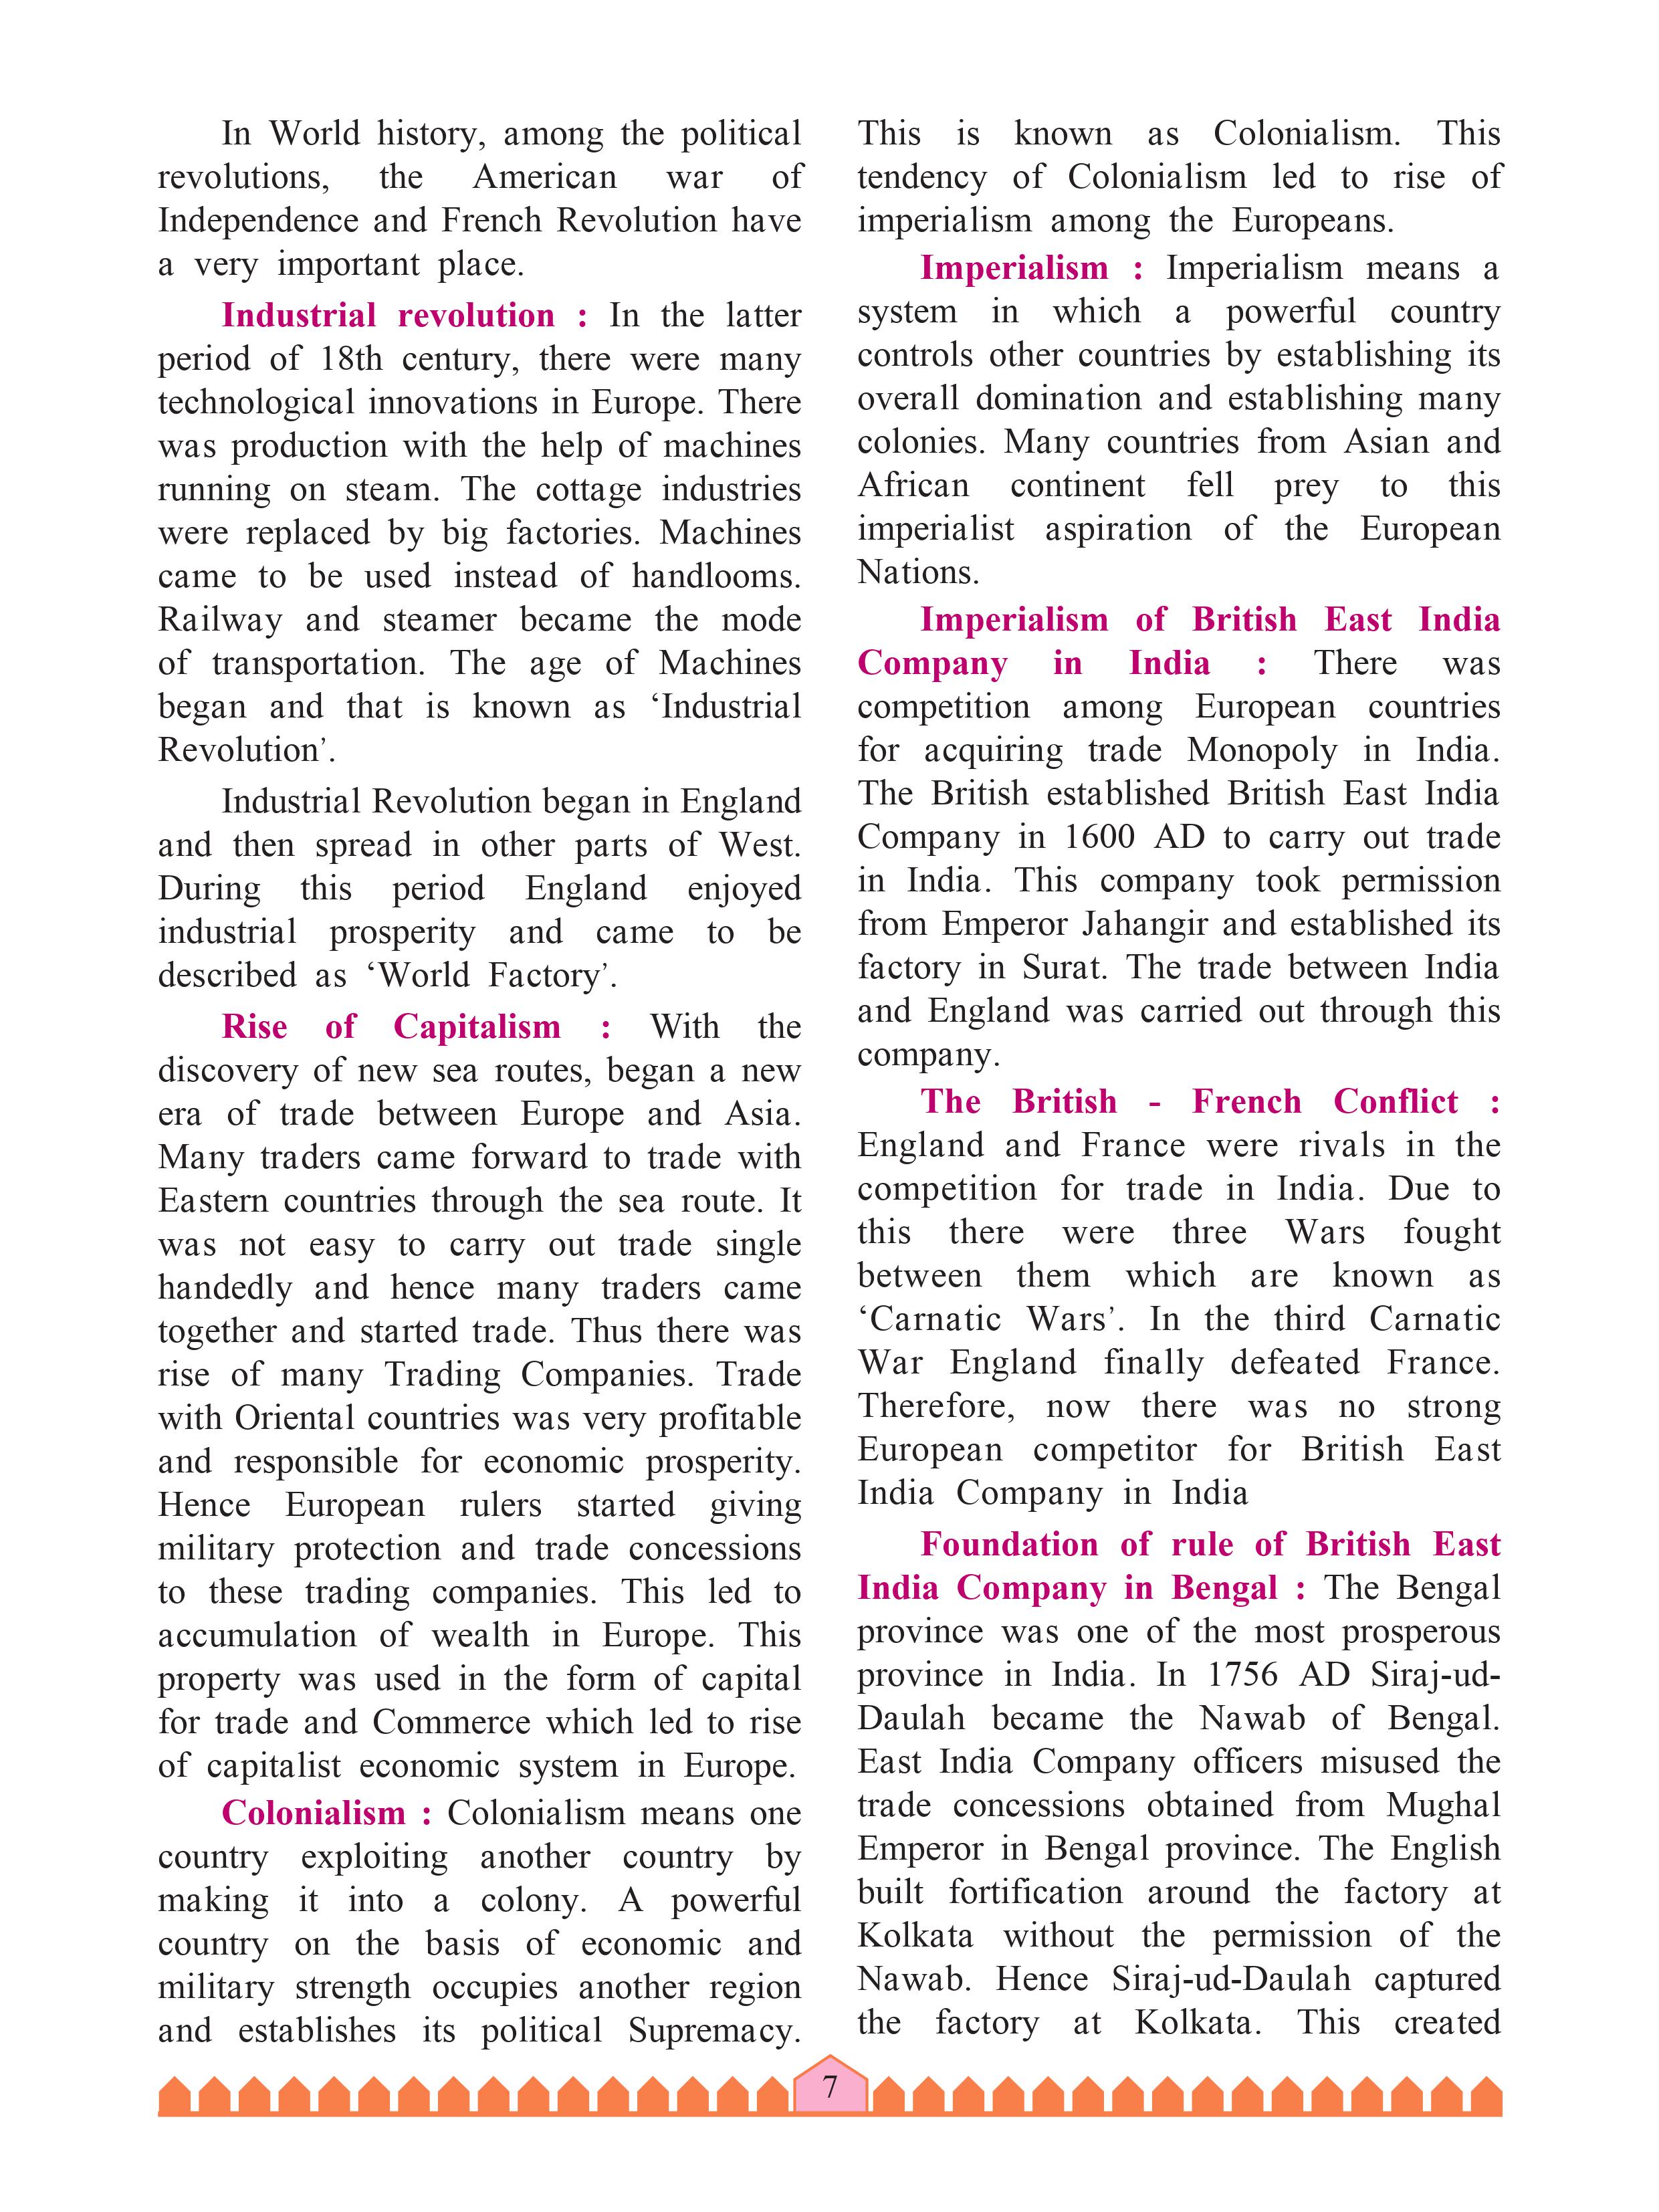 In World history, among the political
revolutions, the American war of
Independence and French Revolution have
a very important place.
Industrial revolution : In the latter
period of 18th century, there were many
technological innovations in Europe. There
was production with the help of machines
running on steam. The cottage industries
were replaced by big factories. Machines
came to be used instead of handlooms.
Railway and steamer became the mode
of transportation. The age of Machines
began and that is known as ‘Industrial
Revolution’.
Industrial Revolution began in England
and then spread in other parts of West.
During this period England enjoyed
industrial prosperity and came to be
described as ‘World Factory’.
Rise of Capitalism : With the
discovery of new sea routes, began a new
era of trade between Europe and Asia.
Many traders came forward to trade with
Eastern countries through the sea route. It
was not easy to carry out trade single
handedly and hence many traders came
together and started trade. Thus there was
rise of many Trading Companies. Trade
with Oriental countries was very profitable
and responsible for economic prosperity.
Hence European rulers started giving
military protection and trade concessions
to these trading companies. This led to
accumulation of wealth in Europe. This
property was used in the form of capital
for trade and Commerce which led to rise
of capitalist economic system in Europe.
Colonialism : Colonialism means one
country exploiting another country by
making it into a colony. A powerful
country on the basis of economic and
military strength occupies another region
and establishes its political Supremacy.
This is known as Colonialism. This
tendency of Colonialism led to rise of
imperialism among the Europeans.
Imperialism : Imperialism means a
system in which a powerful country
controls other countries by establishing its
overall domination and establishing many
colonies. Many countries from Asian and
African continent fell prey to this
imperialist aspiration of the European
Nations.
Imperialism of British East India
Company in India : There was
competition among European countries
for acquiring trade Monopoly in India.
The British established British East India
Company in 1600 AD to carry out trade
in India. This company took permission
from Emperor Jahangir and established its
factory in Surat. The trade between India
and England was carried out through this
company.
The British - French Conflict :
England and France were rivals in the
competition for trade in India. Due to
this there were three Wars fought
between them which are known as
‘Carnatic Wars’. In the third Carnatic
War England finally defeated France.
Therefore, now there was no strong
European competitor for British East
India Company in India
Foundation of rule of British East
India Company in Bengal : The Bengal
province was one of the most prosperous
province in India. In 1756 AD Siraj-ud-
Daulah became the Nawab of Bengal.
East India Company officers misused the
trade concessions obtained from Mughal
Emperor in Bengal province. The English
built fortification around the factory at
Kolkata without the permission of the
Nawab. Hence Siraj-ud-Daulah captured
the factory at Kolkata. This created
7